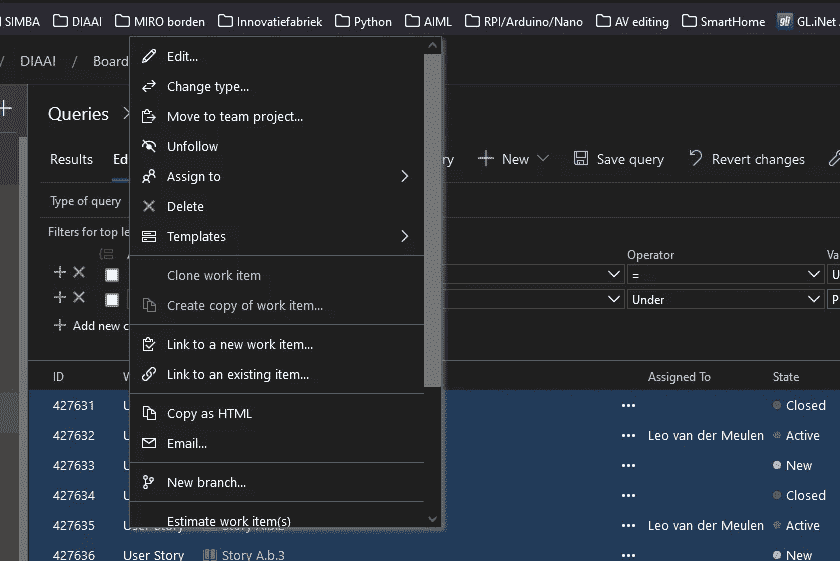 SIMBA DIAAI MIRO borden Innovatiefabriek Python AIML RPI/Arduino/Nano AV editing SmartHome GL.iNet
/ DIAAI / Board
Queries
Results Ed ry New Save query Revert changes
Type of query
Filters for top le
Operator Va
= U
Under P
Add new c
Edit...
Change type...
Move to team project...
Unfollow
Assign to
Delete
Templates
Clone work item
Create copy of work item...
Link to a new work item...
Link to an existing item...
Copy as HTML
Email...
New branch...
Estimate work item(s)
ID W Assigned To State
427631 U ••• Closed
427632 U ••• Leo van der Meulen Active
427633 U ••• New
427634 U ••• Closed
427635 User Story Story A.b.2 ••• Leo van der Meulen Active
427636 User Story Story A.b.3 ••• New